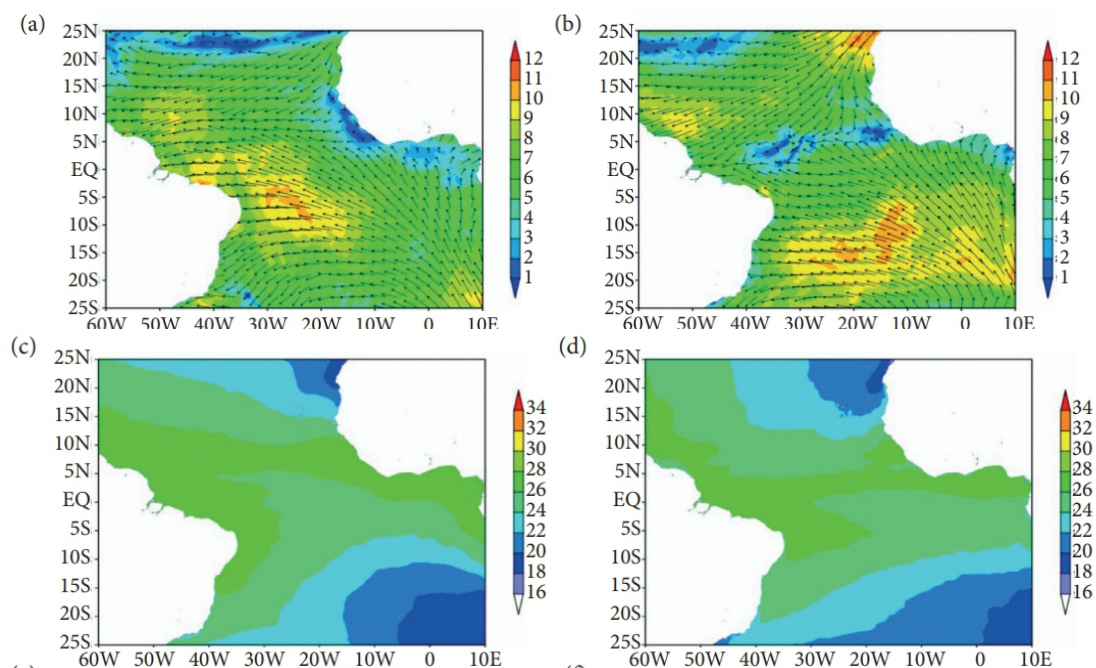 (a)
25N
20N
15N
10N
5N
EQ
5S
10S
15S
20S
25S
60W 50W 40W 30W 20W 10W 0 10E
12
11
10
9
8
7
6
5
4
3
2
1
(b)
25N
20N
15N
10N
5N
EQ
5S
10S
15S
20S
25S
60W 50W 40W 30W 20W 10W 0 10E
12
11
10
9
8
7
6
5
4
3
2
1
(c)
25N
20N
15N
10N
5N
EQ
5S
10S
15S
20S
25S
60W 50W 40W 30W 20W 10W 0 10E
34
32
30
28
26
24
22
20
18
16
(d)
25N
20N
15N
10N
5N
EQ
5S
10S
15S
20S
25S
60W 50W 40W 30W 20W 10W 0 10E
34
32
30
28
26
24
22
20
18
16